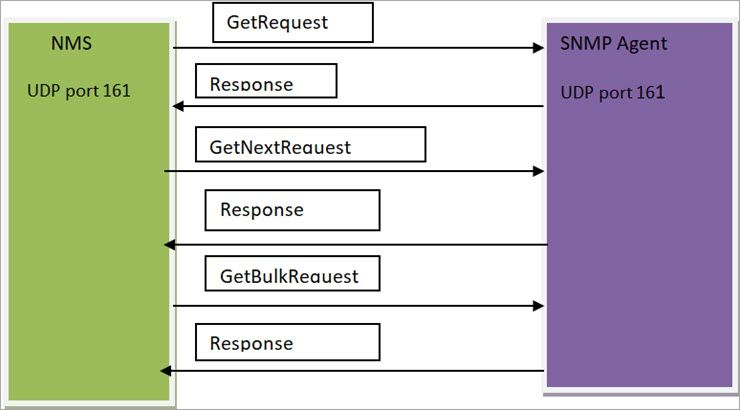 GetRequest
NMS
SNMP Agent
UDP port 161
Response
UDP port 161
GetNextRequest
Response
GetBulkRequest
Response